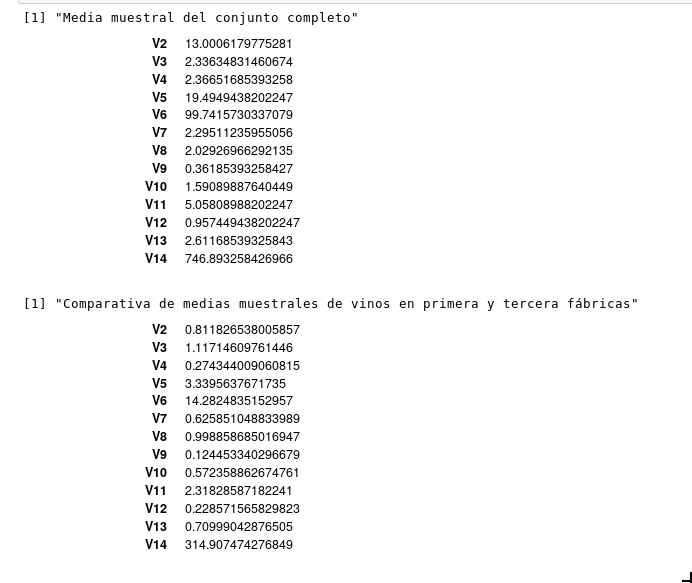 [1] "Media muestral del conjunto completo"
V2 13.0006179775281
V3 2.33634831460674
V4 2.36651685393258
V5 19.4949438202247
V6 99.7415730337079
V7 2.29511235955056
V8 2.02926966292135
V9 0.36185393258427
V10 1.59089887640449
V11 5.05808988202247
V12 0.957449438202247
V13 2.61168539325843
V14 746.893258426966
[1] "Comparativa de medias muestrales de vinos en primera y tercera fábricas"
V2 0.811826538005857
V3 1.11714609761446
V4 0.274344009060815
V5 3.3395637671735
V6 14.2824835152957
V7 0.625851048833989
V8 0.998858685016947
V9 0.124453340296679
V10 0.572358862674761
V11 2.31828587182241
V12 0.228571565829823
V13 0.70999042876505
V14 314.907474276849